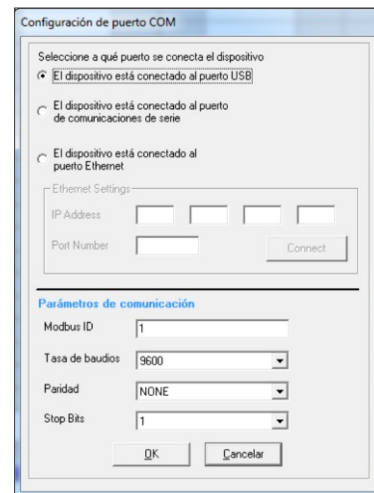 Configuración de puerto COM
Seleccione a qué puerto se conecta el dispositivo
El dispositivo está conectado al puerto USB
El dispositivo está conectado al puerto
de comunicaciones de serie
El dispositivo está conectado al
puerto Ethernet
Ethernet Settings
IP Address
Port Number
Connect
Parámetros de comunicación
Modbus ID
1
Tasa de baudios
9600
Paridad
NONE
Stop Bits
1
OK
Cancelar